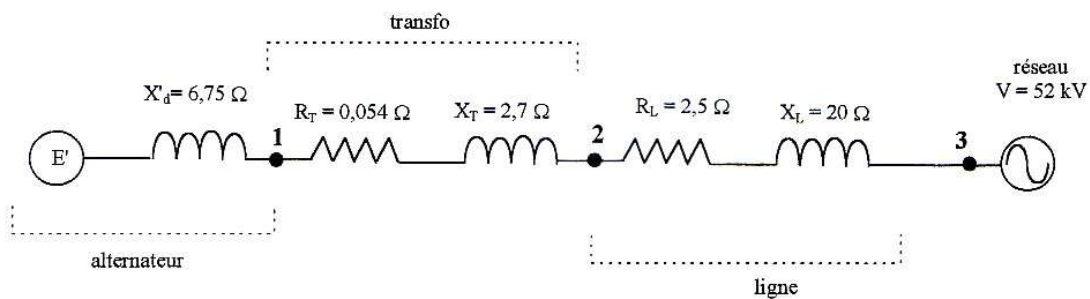 transfo
réseau
V = 52 kV
X'd = 6,75 Ω
RT = 0,054 Ω
XT = 2,7 Ω
RL = 2,5 Ω
XL = 20 Ω
1
2
3
E'
alternateur
ligne